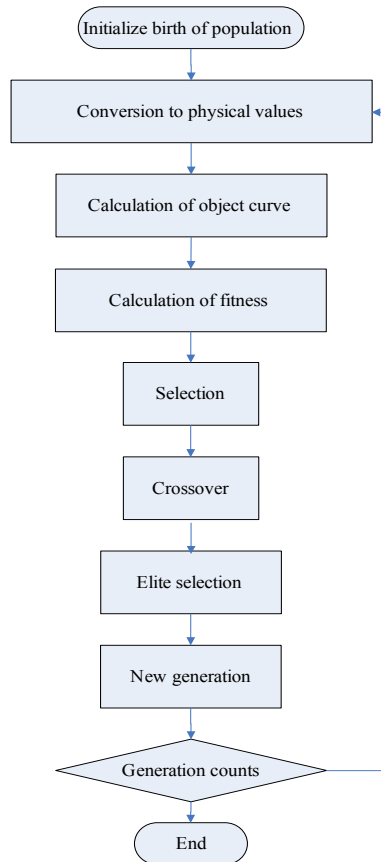 Initialize birth of population
Conversion to physical values
Calculation of object curve
Calculation of fitness
Selection
Crossover
Elite selection
New generation
Generation counts
End